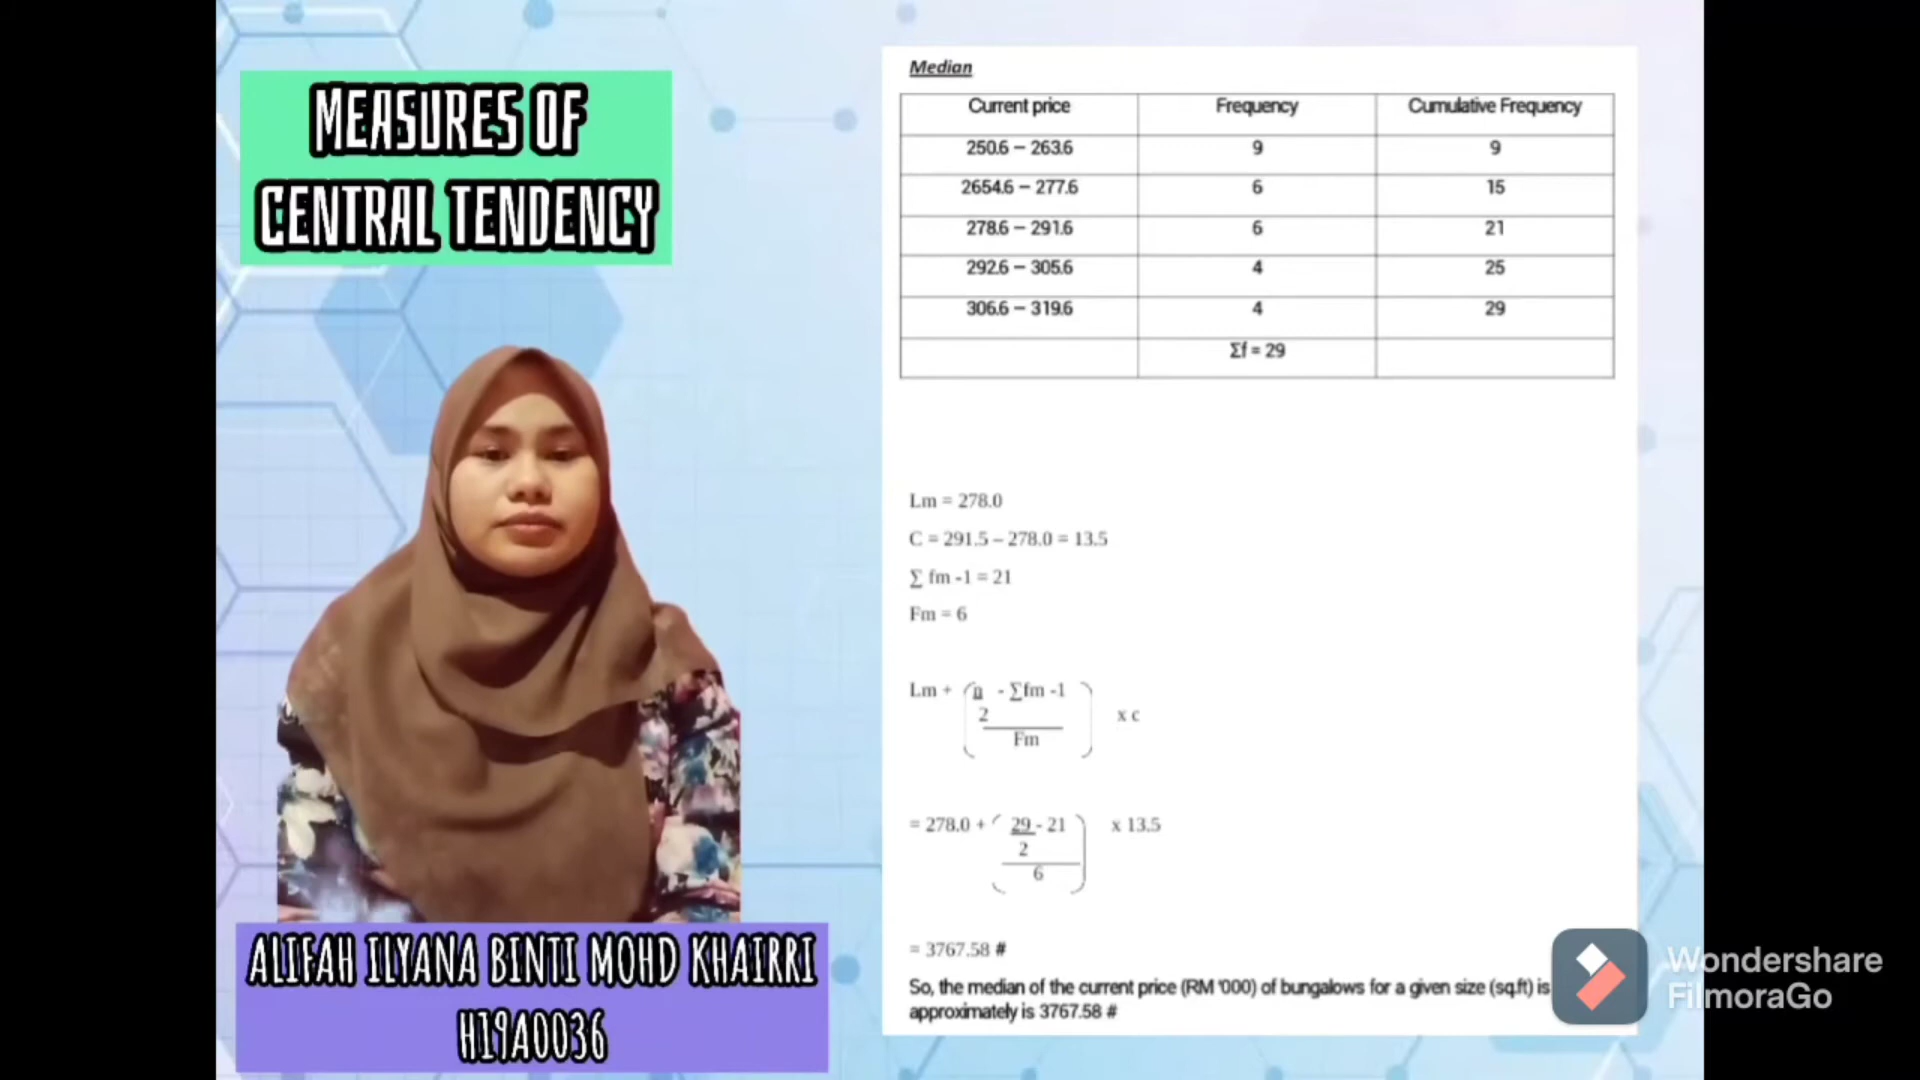 MEASURES OF
CENTRAL TENDENCY
ALIFAH ILYANA BINTI MOHD KHAIRRI
H19A0036
Median
Current price Frequency Cumulative Frequency
250.6 – 263.6 9 9
2654.6 – 277.6 6 15
278.6 – 291.6 6 21
292.6 – 305.6 4 25
306.6 – 319.6 4 29
Σf = 29
Lm = 278.0
C = 291.5 – 278.0 = 13.5
∑ fm -1 = 21
Fm = 6
Lm + ( n - ∑fm -1 )
2 x c
Fm
= 278.0 + ( 29 - 21 ) x 13.5
2
6
= 3767.58 #
So, the median of the current price (RM '000) of bungalows for a given size (sq.ft) is
approximately is 3767.58 #
Wondershare
FilmoraGo